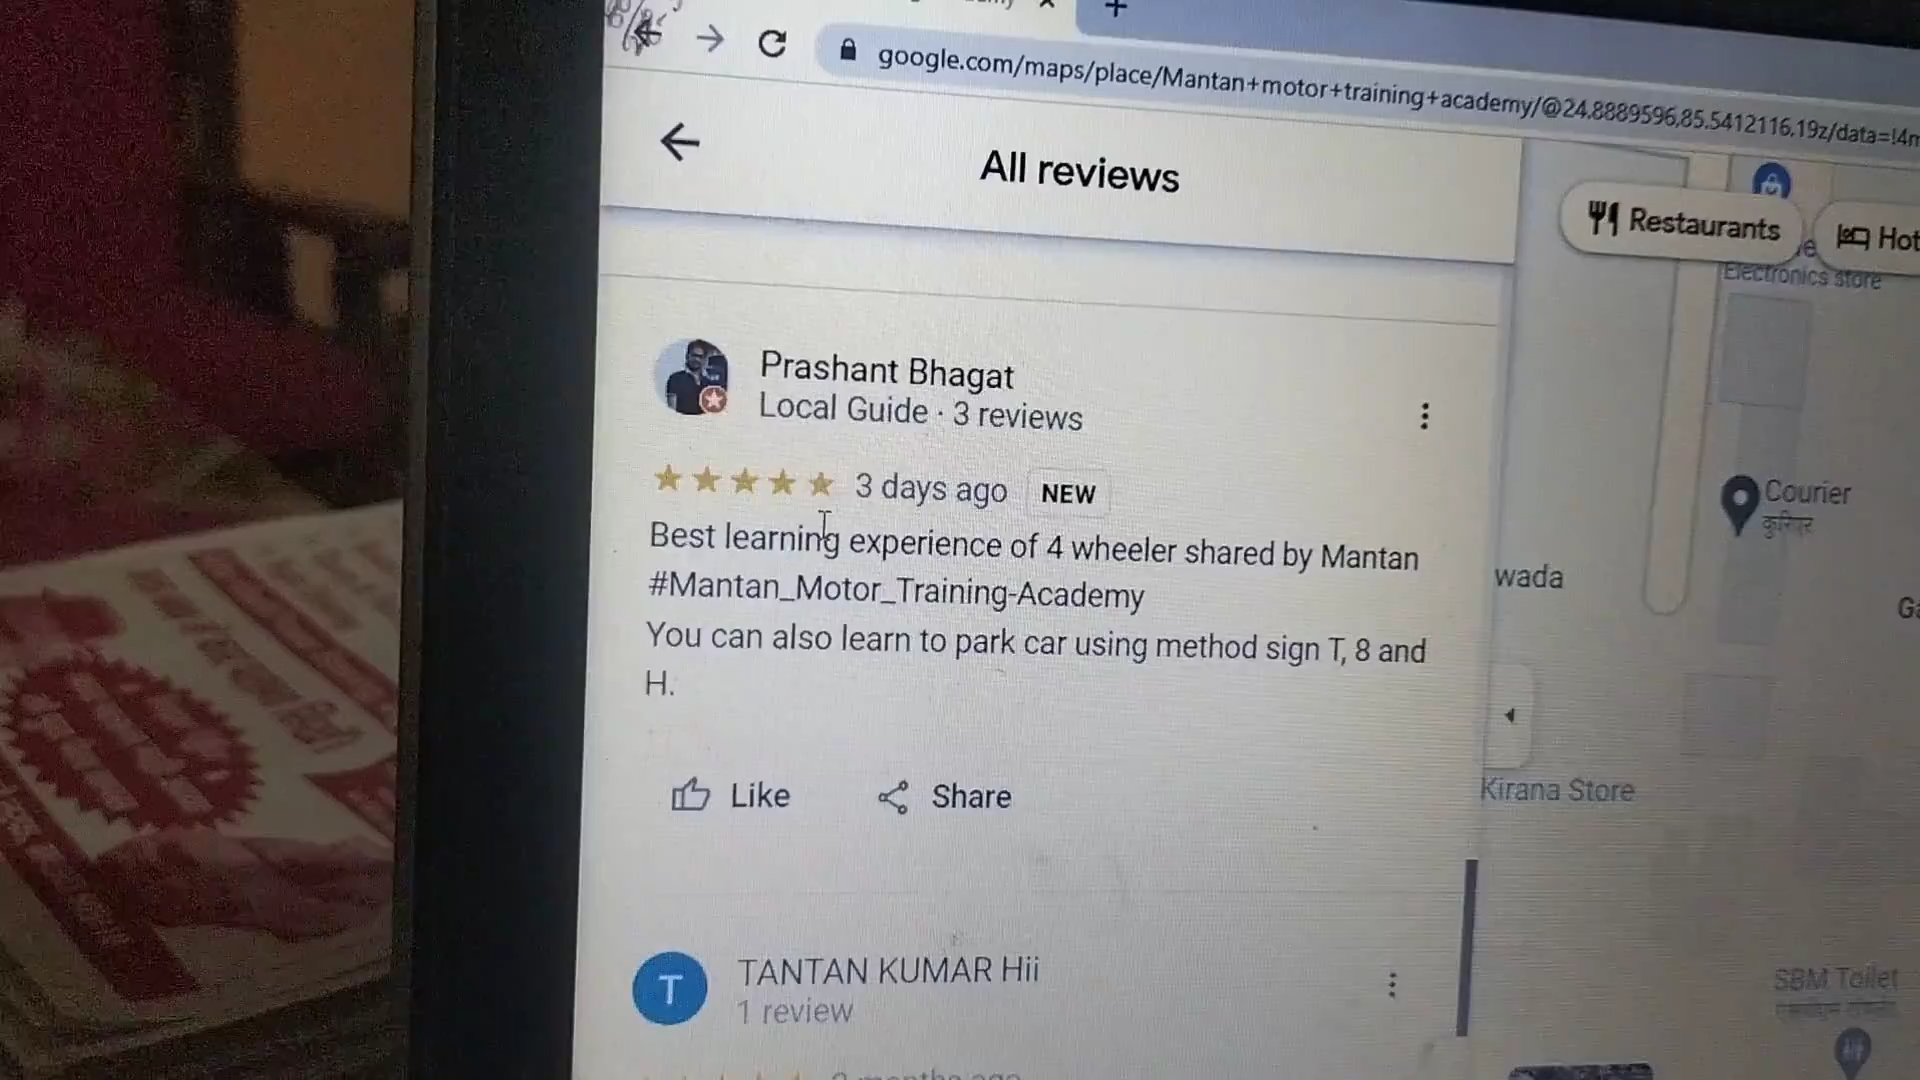 google.com/maps/place/Mantan+motor+training+academy/@24.8889596,85.5412116,19z/data=!4m
All reviews
Restaurants
Hot
Electronics store
Prashant Bhagat
Local Guide · 3 reviews
3 days ago NEW
Best learning experience of 4 wheeler shared by Mantan
#Mantan_Motor_Training-Academy
You can also learn to park car using method sign T, 8 and
H.
Like Share
Courier
कुरियर
wada
Ga
Kirana Store
T
TANTAN KUMAR Hii
1 review
SBM Toilet
months ago